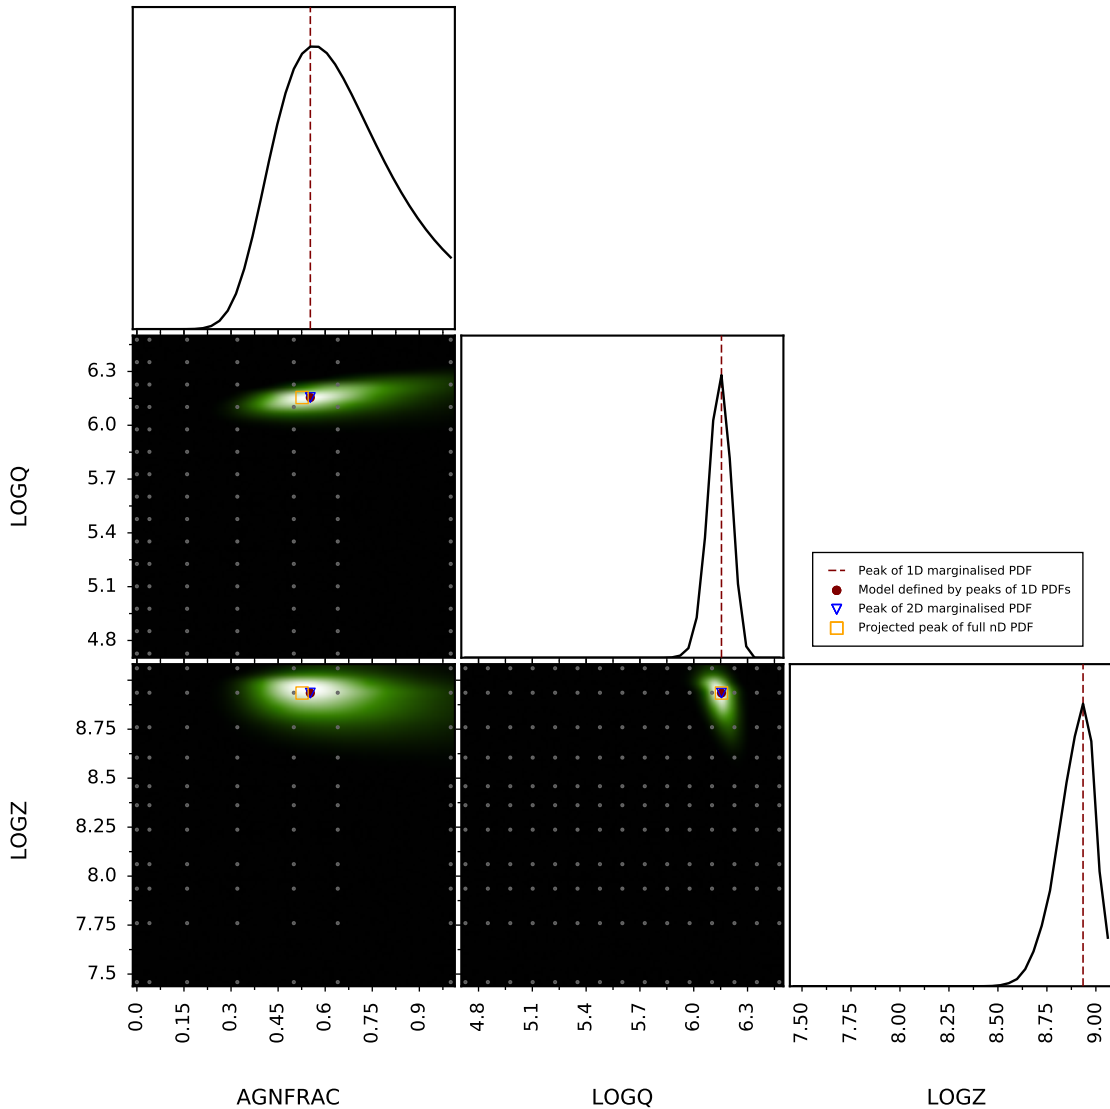 6.3
6.0
5.7
5.4
5.1
4.8
LOGQ
Peak of 1D marginalised PDF
Model defined by peaks of 1D PDFs
Peak of 2D marginalised PDF
Projected peak of full nD PDF
8.75
8.5
8.25
8.0
7.75
7.5
LOGZ
0.0 0.15 0.3 0.45 0.6 0.75 0.9
4.8 5.1 5.4 5.7 6.0 6.3
7.50 7.75 8.00 8.25 8.50 8.75 9.00
AGNFRAC LOGQ LOGZ